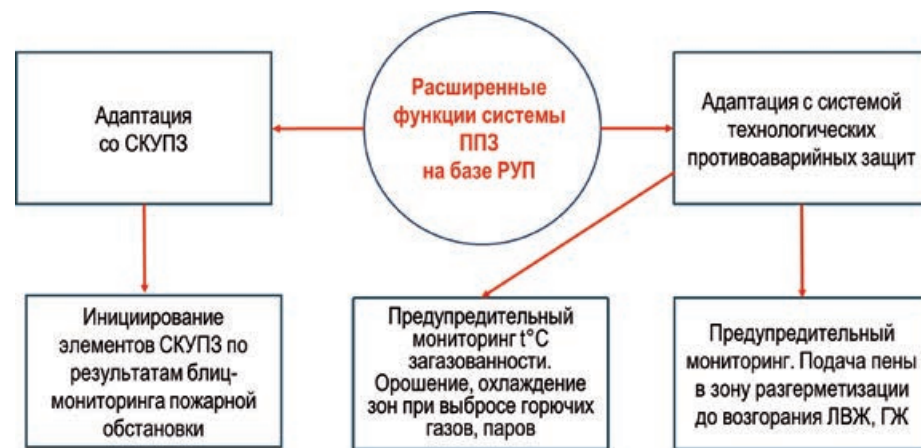 Адаптация
со СКУПЗ
Расширенные
функции системы
ППЗ
на базе РУП
Адаптация с системой
технологических
противоаварийных защит
Инициирование
элементов СКУПЗ по
результатам блиц-
мониторинга пожарной
обстановки
Предупредительный
мониторинг t°C
загазованности.
Орошение, охлаждение
зон при выбросе горючих
газов, паров
Предупредительный
мониторинг. Подача пены
в зону разгерметизации
до возгорания ЛВЖ, ГЖ